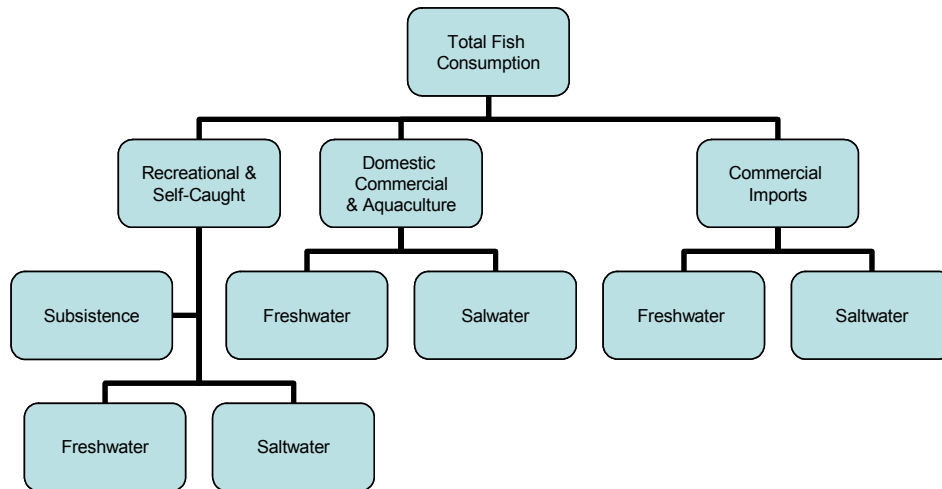 Total Fish
Consumption
Recreational &
Self-Caught
Domestic
Commercial
& Aquaculture
Commercial
Imports
Subsistence
Freshwater
Salwater
Freshwater
Saltwater
Freshwater
Saltwater